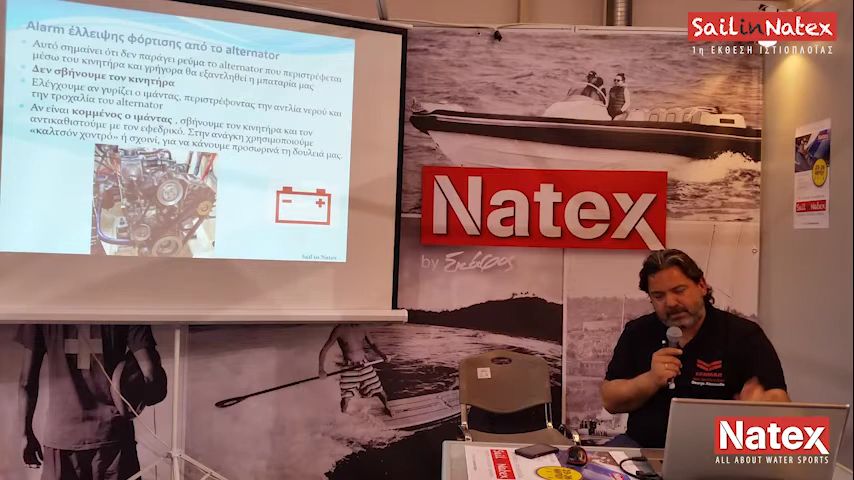 Alarm έλλειψης φόρτισης από το alternator
Αυτό σημαίνει ότι δεν παράγει ρεύμα το alternator που περιστρέφεται
μέσω του κινητήρα και γρήγορα θα εξαντληθεί η μπαταρία μας
Δεν σβήνουμε τον κινητήρα
Ελέγχουμε αν γυρίζει ο ιμάντας, περιστρέφοντας την αντλία νερού και
την τροχαλία του alternator
Αν είναι κομμένος ο ιμάντας , σβήνουμε τον κινητήρα και τον
αντικαθιστούμε με τον εφεδρικό. Στην ανάγκη χρησιμοποιούμε
«καλτσόν χοντρό» ή σχοινί, για να κάνουμε προσωρινά τη δουλειά μας.
Sail in Natex
SailinNatex
1η ΕΚΘΕΣΗ ΙΣΤΙΟΠΛΟΪΑΣ
Natex
by Σκάρος
Sail in Natex
YANMAR
Natex
ALL ABOUT WATER SPORTS